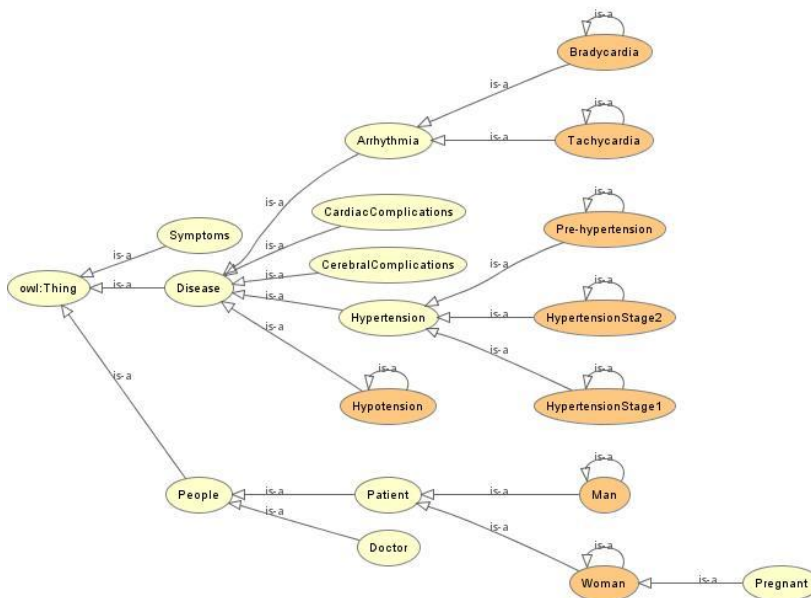 is-a
Bradycardia
is-a
is-a
Arrhythmia
is-a
Tachycardia
is-a
is-a
CardiacComplications
Pre-hypertension
Symptoms
is-a
is-a
is-a
CerebralComplications
is-a
is-a
owl:Thing
is-a
Disease
is-a
Hypertension
is-a
HypertensionStage2
is-a
is-a
is-a
is-a
Hypotension
HypertensionStage1
is-a
is-a
People
is-a
Patient
is-a
Man
is-a
Doctor
is-a
is-a
Woman
is-a
Pregnant